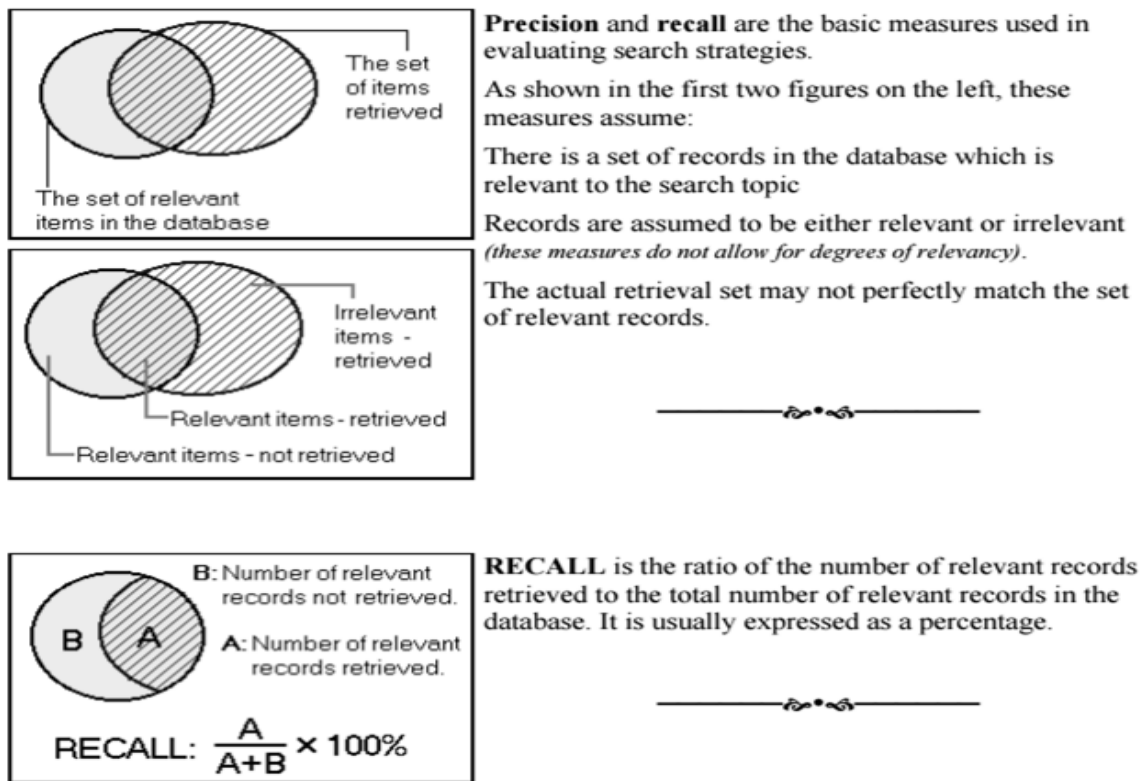 The set
of items
retrieved
The set of relevant
items in the database
Precision and recall are the basic measures used in
evaluating search strategies.
As shown in the first two figures on the left, these
measures assume:
There is a set of records in the database which is
relevant to the search topic
Records are assumed to be either relevant or irrelevant
(these measures do not allow for degrees of relevancy).
The actual retrieval set may not perfectly match the set
of relevant records.
Irrelevant
items -
retrieved
Relevant items - retrieved
Relevant items - not retrieved
B: Number of relevant
records not retrieved.
A: Number of relevant
records retrieved.
B
A
RECALL: A/A+B × 100%
RECALL is the ratio of the number of relevant records
retrieved to the total number of relevant records in the
database. It is usually expressed as a percentage.